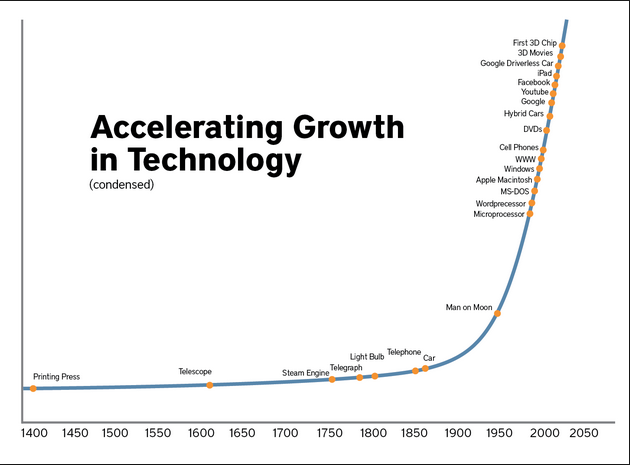 Accelerating Growth
in Technology
(condensed)
First 3D Chip
3D Movies
Google Driverless Car
iPad
Facebook
Youtube
Google
Hybrid Cars
DVDs
Cell Phones
WWW
Windows
Apple Macintosh
MS-DOS
Wordprecessor
Microprocessor
Man on Moon
Car
Telephone
Light Bulb
Telegraph
Steam Engine
Telescope
Printing Press
1400 1450 1500 1550 1600 1650 1700 1750 1800 1850 1900 1950 2000 2050